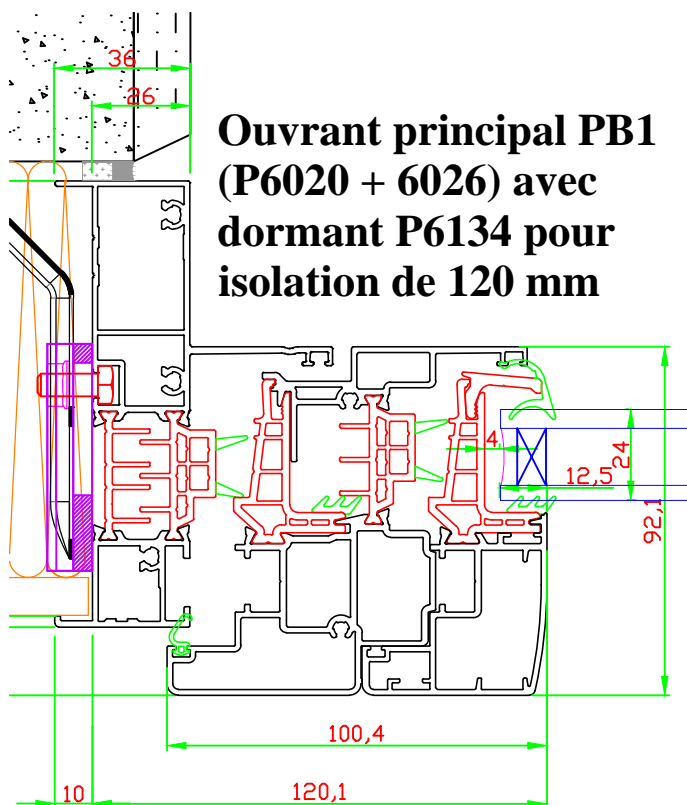 36
26
Ouvrant principal PB1
(P6020 + 6026) avec
dormant P6134 pour
isolation de 120 mm
4
24
12,5
92,1
100,4
10
120,1